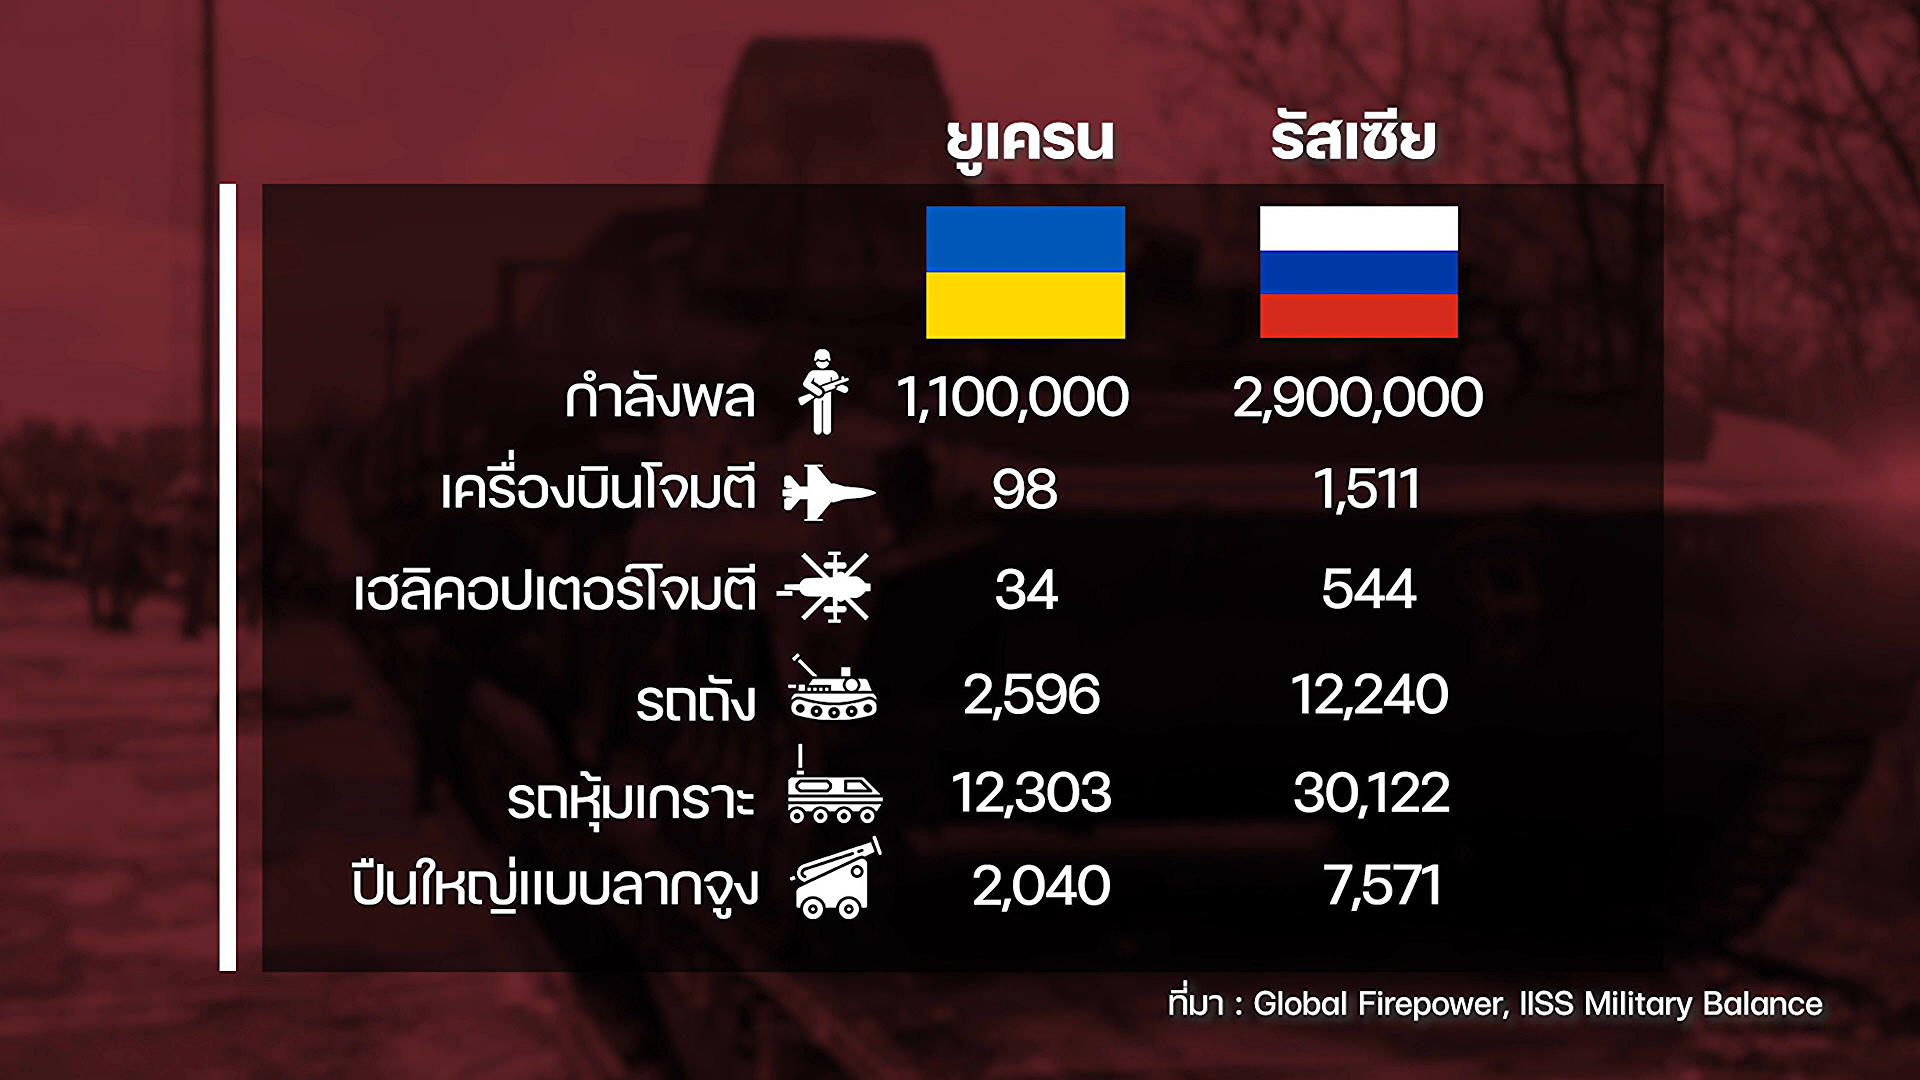 ยูเครน รัสเซีย
กำลังพล 1,100,000 2,900,000
เครื่องบินโจมตี 98 1,511
เฮลิคอปเตอร์โจมตี 34 544
รถถัง 2,596 12,240
รถหุ้มเกราะ 12,303 30,122
ปืนใหญ่แบบลากจูง 2,040 7,571
ที่มา : Global Firepower, IISS Military Balance